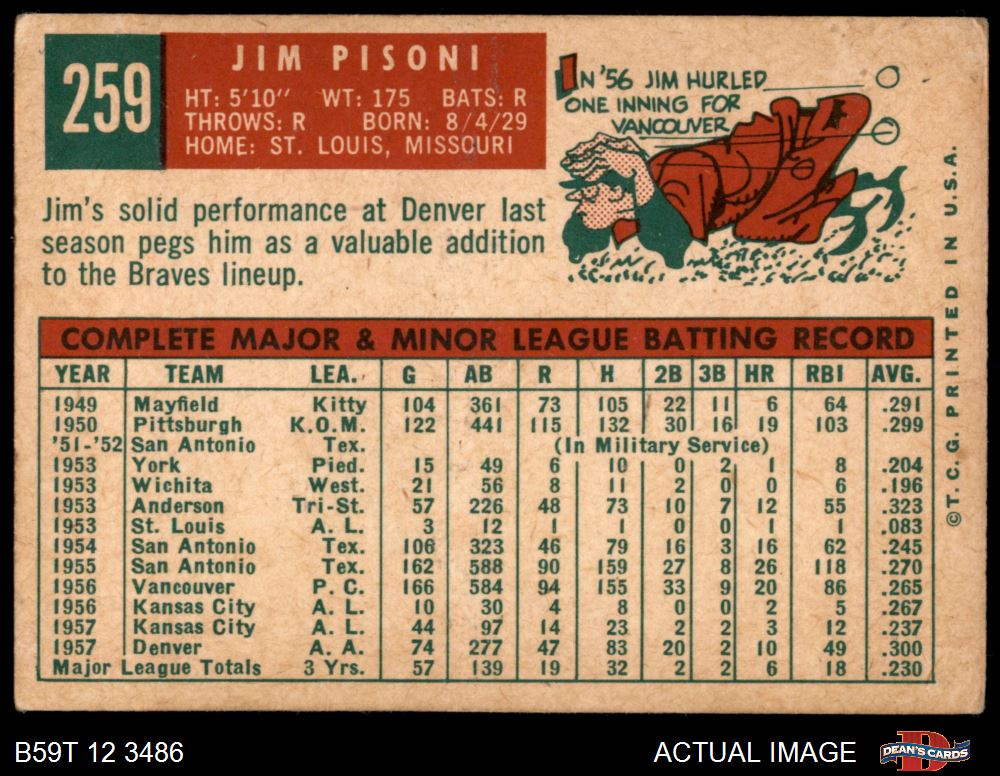 259
JIM PISONI
HT: 5'10" WT: 175 BATS: R
THROWS: R BORN: 8/4/29
HOME: ST. LOUIS, MISSOURI
IN '56 JIM HURLED
ONE INNING FOR
VANCOUVER
Jim's solid performance at Denver last
season pegs him as a valuable addition
to the Braves lineup.
COMPLETE MAJOR & MINOR LEAGUE BATTING RECORD
YEAR TEAM LEA. G AB R H 2B 3B HR RBI AVG.
1949 Mayfield Kitty 104 361 73 105 22 11 6 64 .291
1950 Pittsburgh K.O.M. 122 441 115 132 30 16 19 103 .299
'51-'52 San Antonio Tex. (In Military Service)
1953 York Pied. 15 49 6 10 0 2 1 8 .204
1953 Wichita West. 21 56 8 11 2 0 0 6 .196
1953 Anderson Tri-St. 57 226 48 73 10 7 12 55 .323
1953 St. Louis A. L. 3 12 1 1 0 0 1 1 .083
1954 San Antonio Tex. 106 323 46 79 16 3 16 62 .245
1955 San Antonio Tex. 162 588 90 159 27 8 26 118 .270
1956 Vancouver P. C. 166 584 94 155 33 9 20 86 .265
1956 Kansas City A. L. 10 30 4 8 0 0 2 5 .267
1957 Kansas City A. L. 44 97 14 23 2 2 3 12 .237
1957 Denver A. A. 74 277 47 83 20 2 10 49 .300
Major League Totals 3 Yrs. 57 139 19 32 2 2 6 18 .230
©T. C. G. PRINTED IN U.S.A.
B59T 12 3486
ACTUAL IMAGE
D
DEAN'S CARDS